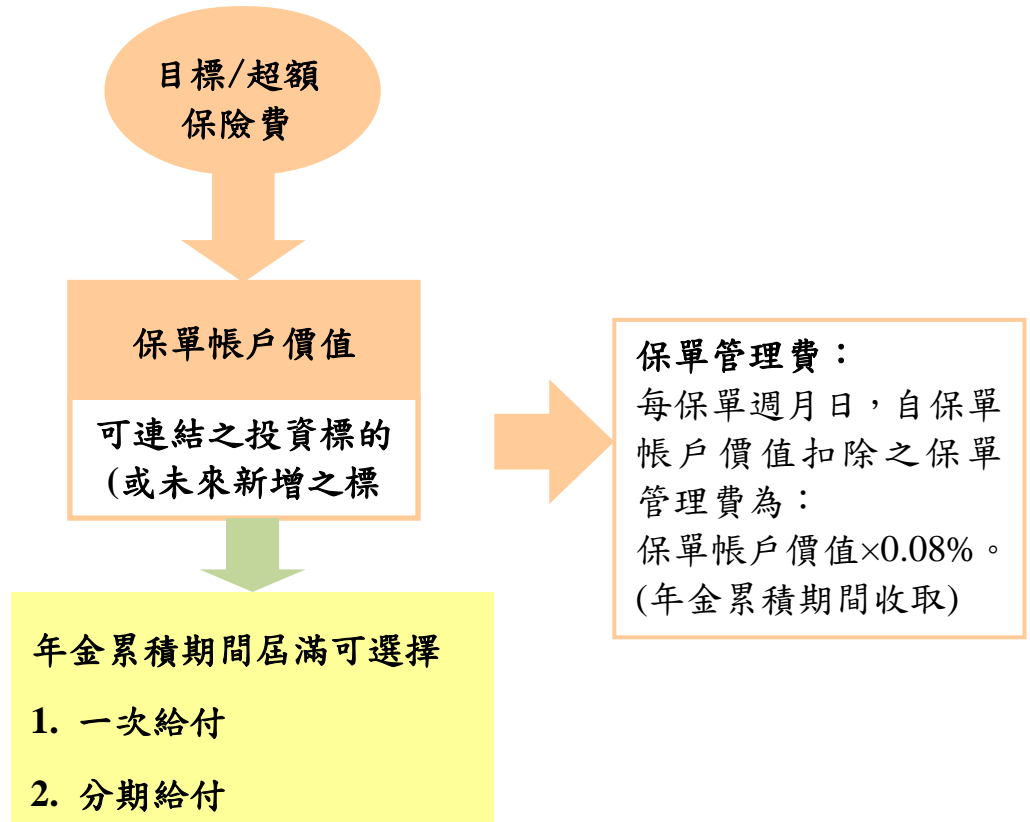 目標/超額
保險費
保單帳戶價值
可連結之投資標的
(或未來新增之標
保單管理費：
每保單週月日，自保單
帳戶價值扣除之保單
管理費為：
保單帳戶價值×0.08%。
(年金累積期間收取)
年金累積期間屆滿可選擇
1. 一次給付
2. 分期給付